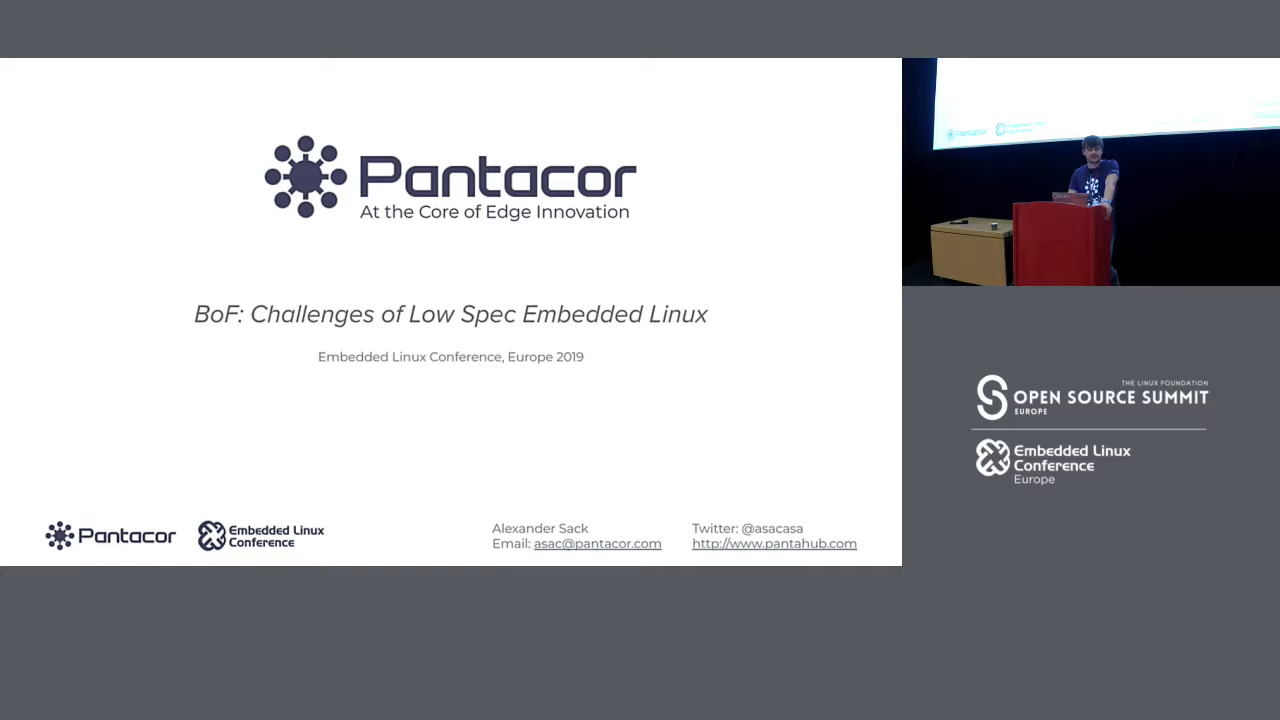 Pantacor
At the Core of Edge Innovation
BoF: Challenges of Low Spec Embedded Linux
Embedded Linux Conference, Europe 2019
Pantacor
Embedded Linux
Conference
Alexander Sack
Email: asac@pantacor.com
Twitter: @asacasa
http://www.pantahub.com
THE LINUX FOUNDATION
OPEN SOURCE SUMMIT
EUROPE
Embedded Linux
Conference
Europe